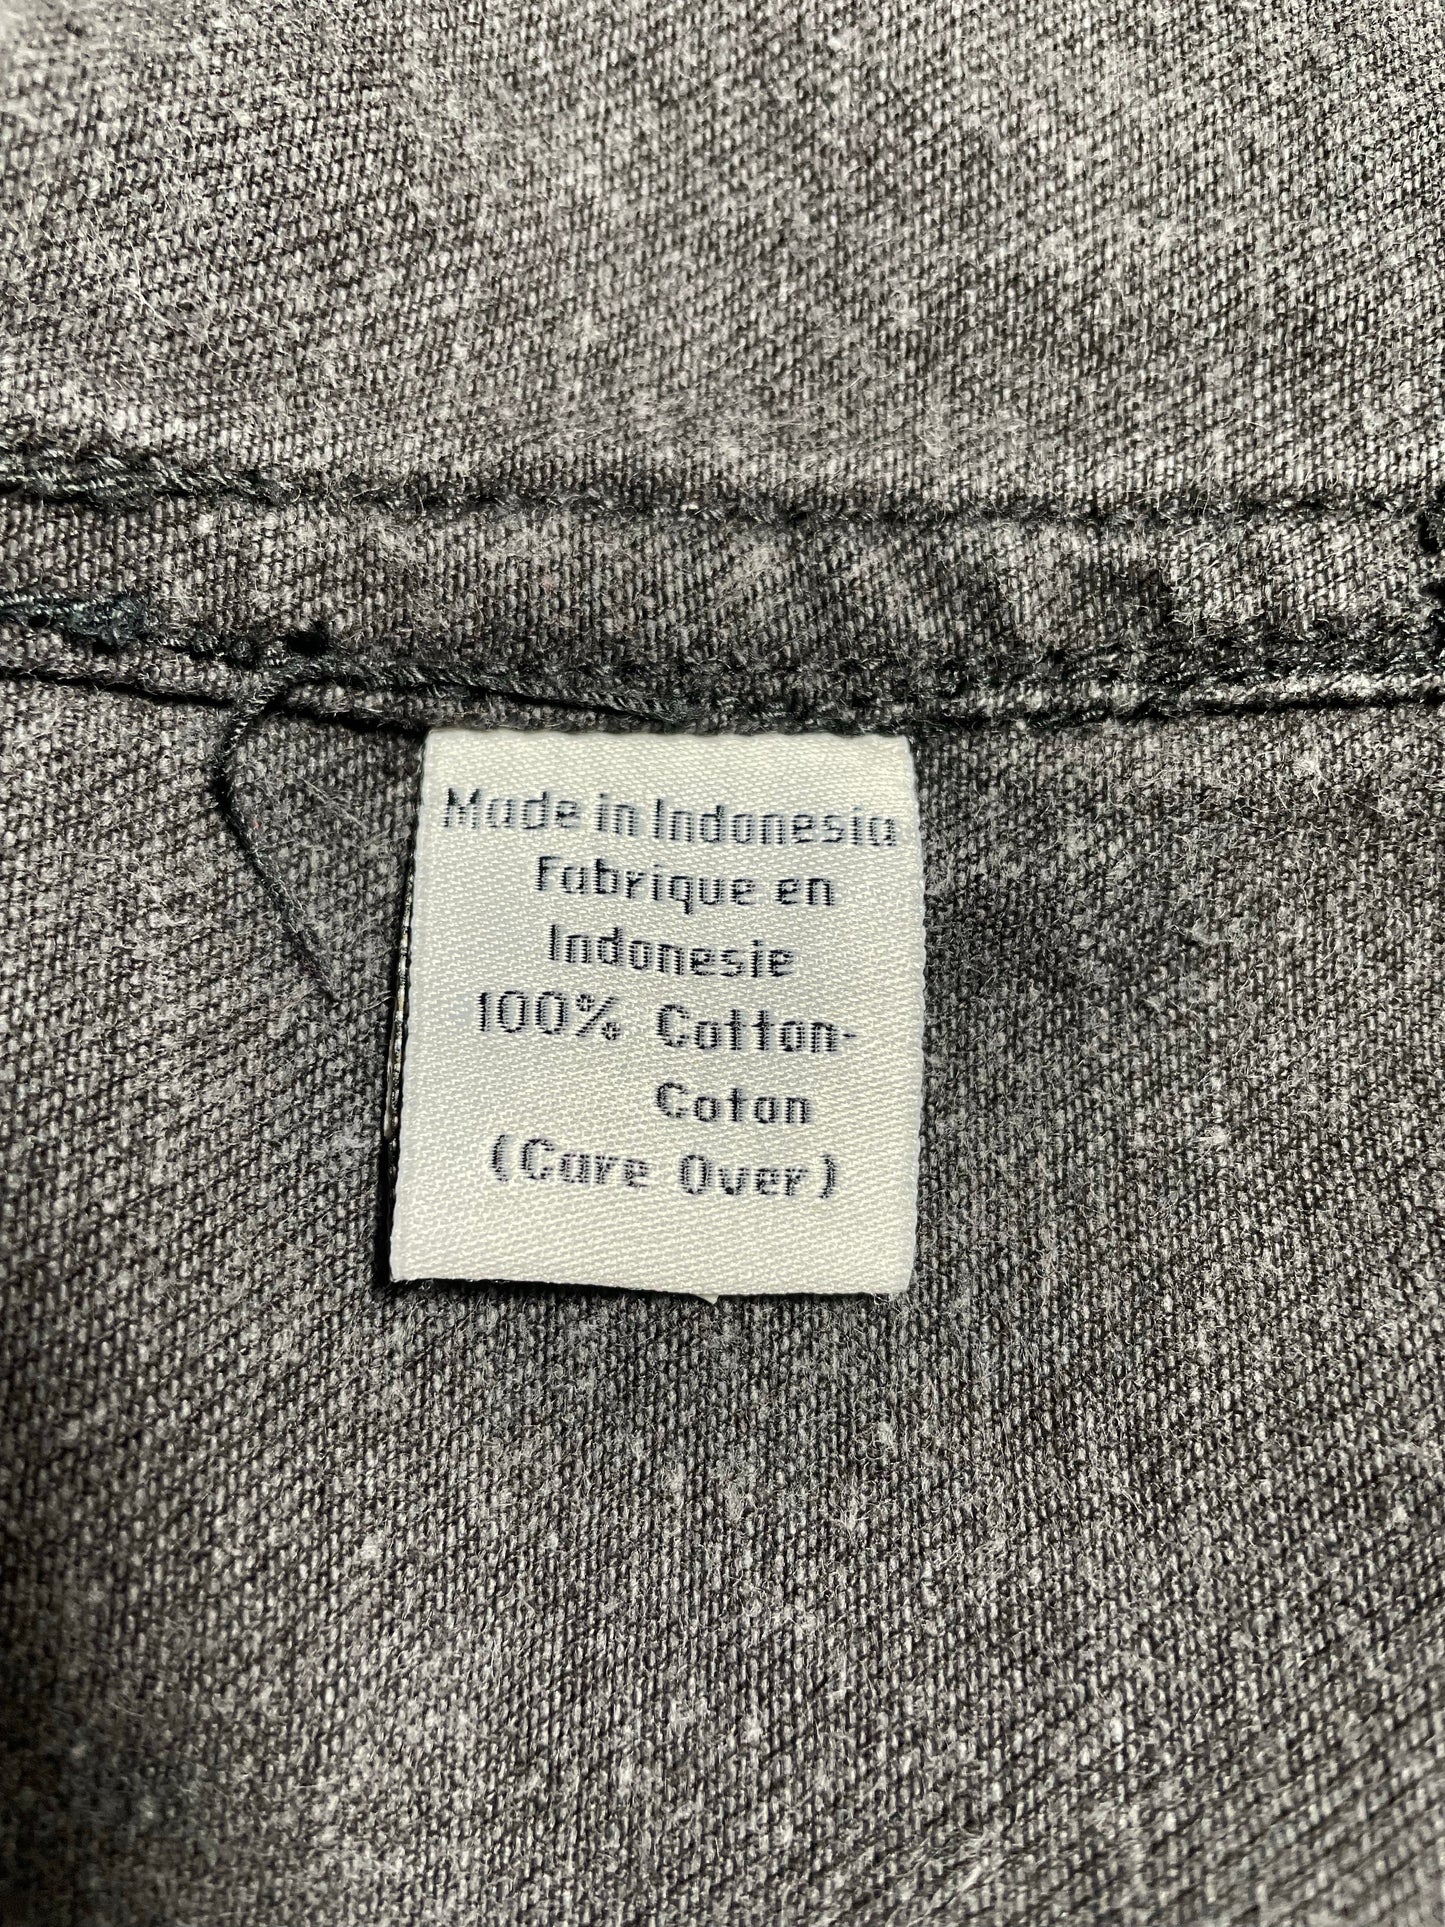 Made in Indonesia
Fabrique en
Indonesie
100% Cotton-
Coton
(Care Over)